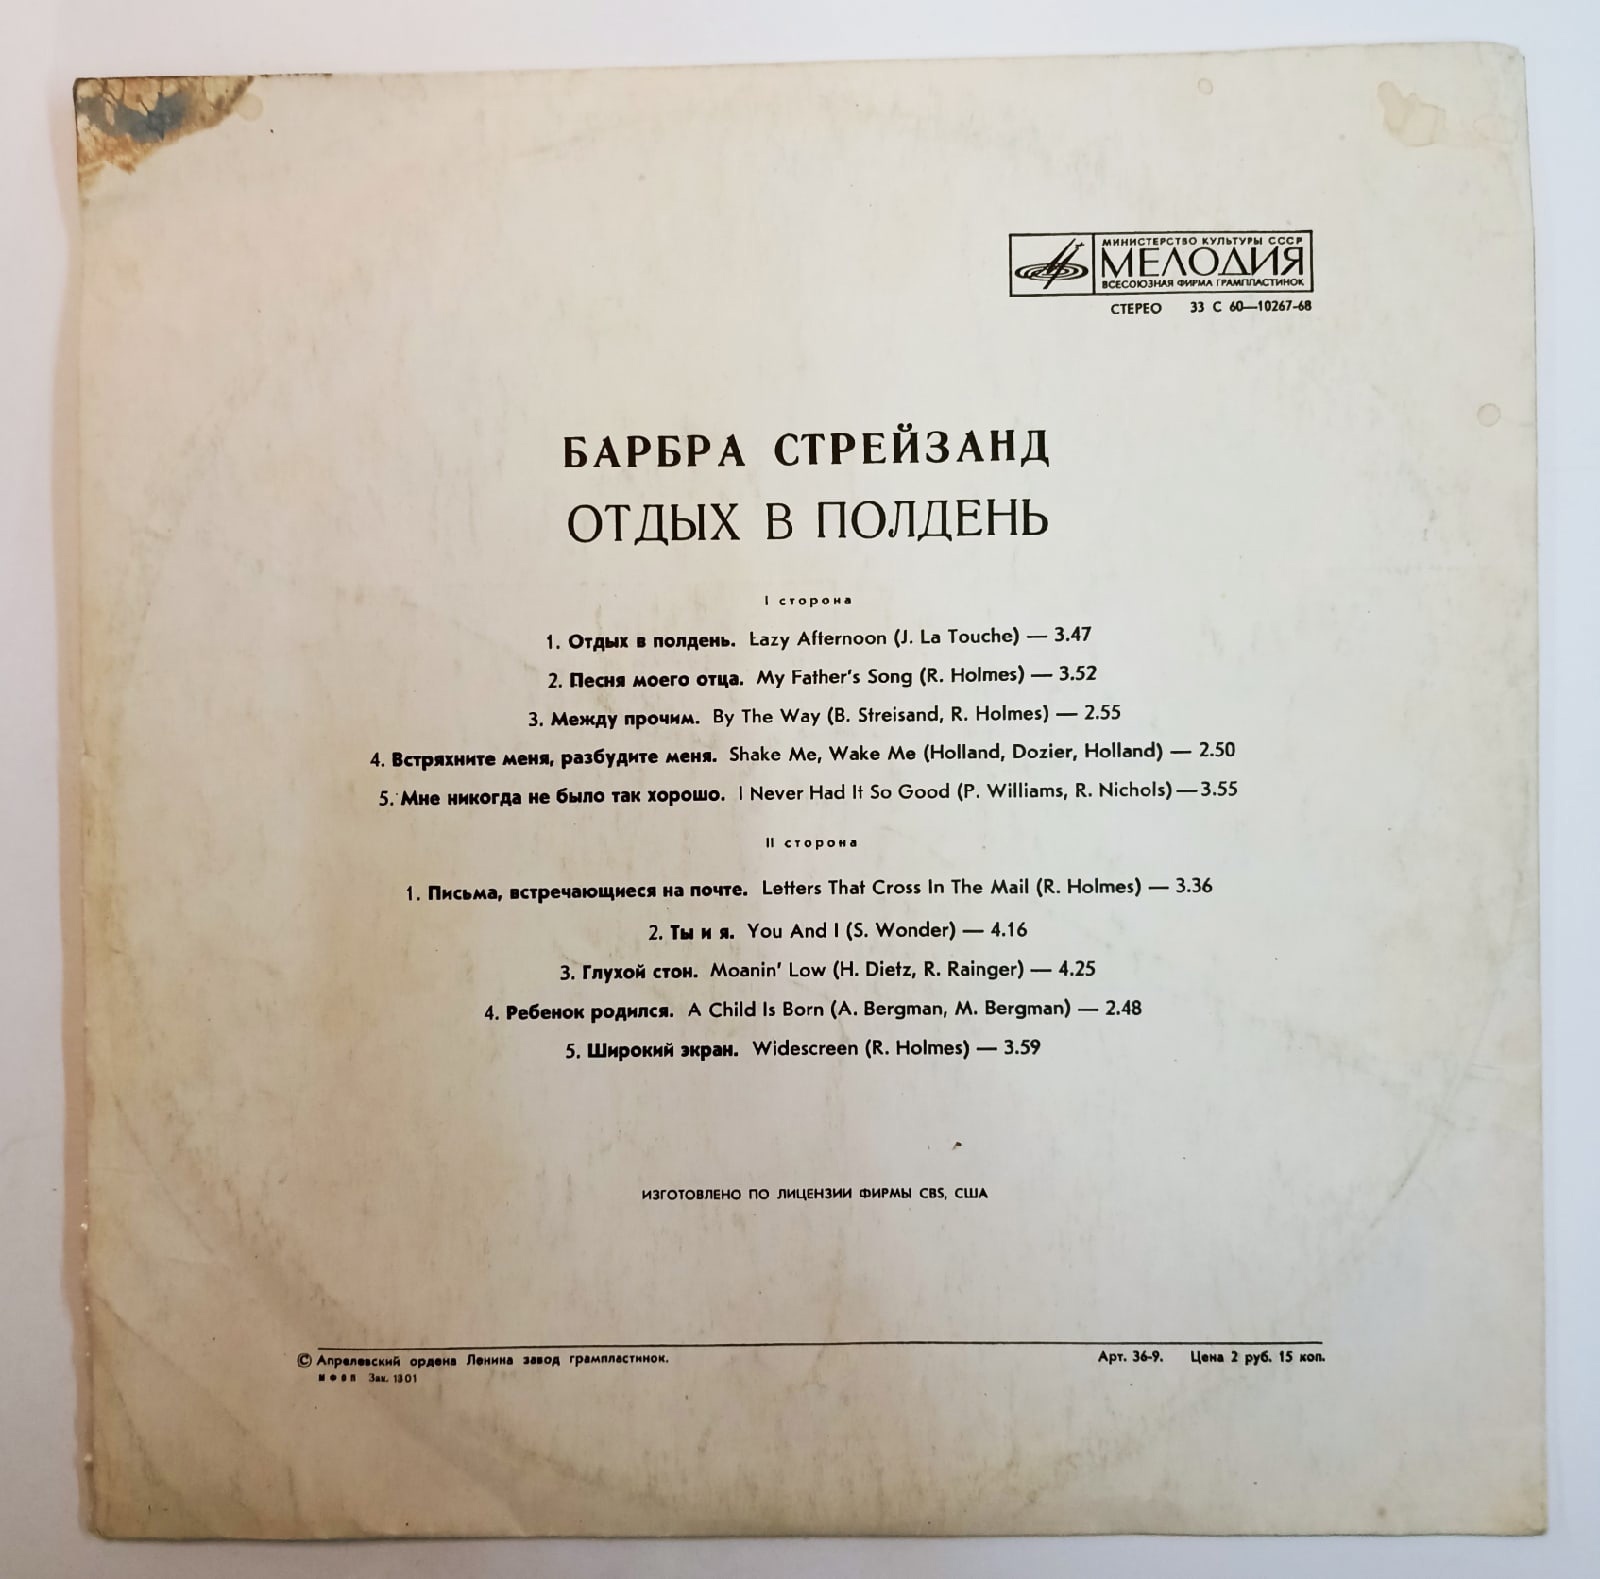 МИНИСТЕРСТВО КУЛЬТУРЫ СССР
МЕЛОДИЯ
ВСЕСОЮЗНАЯ ФИРМА ГРАМПЛАСТИНОК
СТЕРЕО 33 С 60—10267-68
БАРБРА СТРЕЙЗАНД
ОТДЫХ В ПОЛДЕНЬ
I сторона
1. Отдых в полдень. Lazy Afternoon (J. La Touche) — 3.47
2. Песня моего отца. My Father's Song (R. Holmes) — 3.52
3. Между прочим. By The Way (B. Streisand, R. Holmes) — 2.55
4. Встряхните меня, разбудите меня. Shake Me, Wake Me (Holland, Dozier, Holland) — 2.50
5. Мне никогда не было так хорошо. I Never Had It So Good (P. Williams, R. Nichols) — 3.55
II сторона
1. Письма, встречающиеся на почте. Letters That Cross In The Mail (R. Holmes) — 3.36
2. Ты и я. You And I (S. Wonder) — 4.16
3. Глухой стон. Moanin' Low (H. Dietz, R. Rainger) — 4.25
4. Ребенок родился. A Child Is Born (A. Bergman, M. Bergman) — 2.48
5. Широкий экран. Widescreen (R. Holmes) — 3.59
ИЗГОТОВЛЕНО ПО ЛИЦЕНЗИИ ФИРМЫ CBS, США
© Апрелевский ордена Ленина завод грампластинок. Арт. 36-9. Цена 2 руб. 15 коп.
Зак. 1301